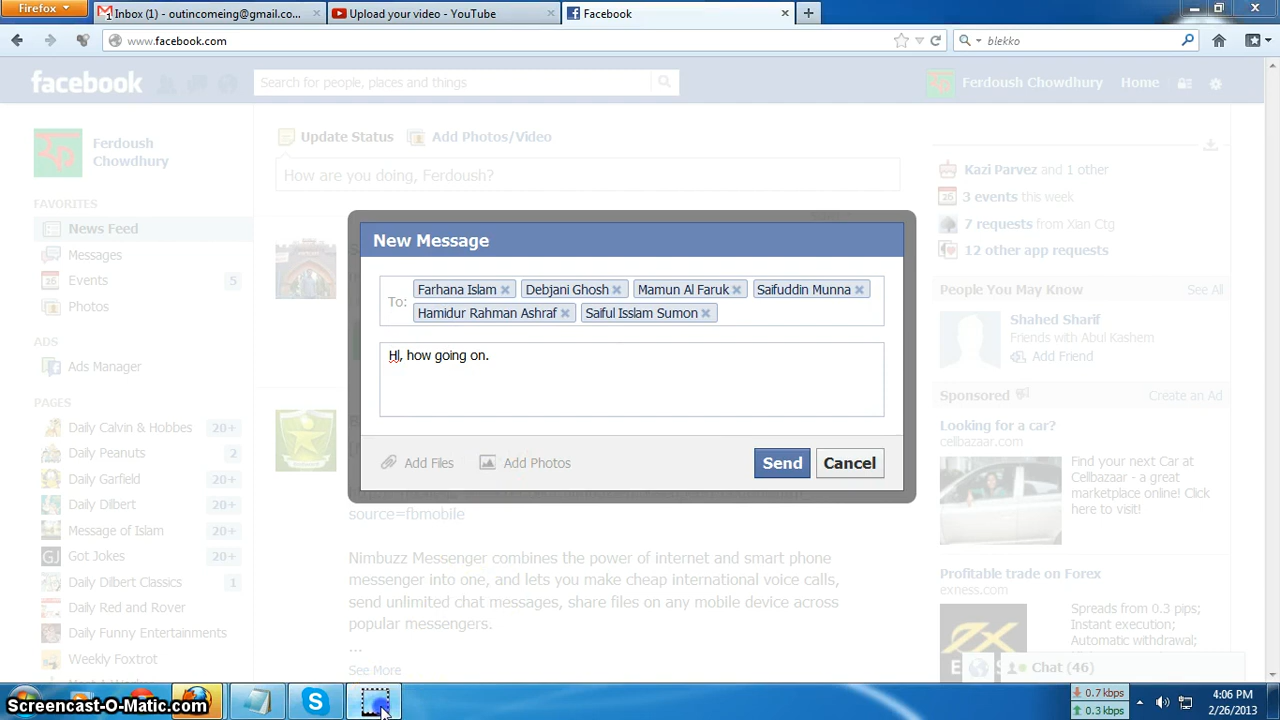 Firefox
Inbox (1) - outincomeing@gmail.co...
Upload your video - YouTube
Facebook
www.facebook.com
blekko
facebook
Search for people, places and things
Ferdoush Chowdhury
Home
Ferdoush
Chowdhury
Update Status
Add Photos/Video
How are you doing, Ferdoush?
Kazi Parvez and 1 other
3 events this week
7 requests from Xlan Ctg
12 other app requests
FAVORITES
News Feed
Messages
Events 5
Photos
ADS
Ads Manager
PAGES
Daily Calvin & Hobbes 20+
Daily Peanuts 2
Daily Garfield 20+
Daily Dilbert 20+
Message of Islam 20+
Got Jokes 20+
Daily Dilbert Classics 1
Daily Red and Rover
Daily Funny Entertainments
Weekly Foxtrot
New Message
To:
Farhana Islam
Debjani Ghosh
Mamun Al Faruk
Saifuddin Munna
Hamidur Rahman Ashraf
Saiful Isslam Sumon
HI, how going on.
Add Files
Add Photos
Send
Cancel
source=fbmobile
Nimbuzz Messenger combines the power of internet and smart phone
messenger into one, and lets you make cheap international voice calls,
send unlimited chat messages, share files on any mobile device across
popular messengers.
...
See More
People You May Know
See All
Shahed Sharif
Friends with Abul Kashem
Add Friend
Sponsored
Create an Ad
Looking for a car?
cellbazaar.com
Find your next Car at
Cellbazaar - a great
marketplace online! Click
here to visit!
Profitable trade on Forex
exness.com
Spreads from 0.3 pips;
Instant execution;
Automatic withdrawal;
Chat (46)
Screencast-O-Matic.com
0.7 kbps
0.3 kbps
4:06 PM
2/26/2013